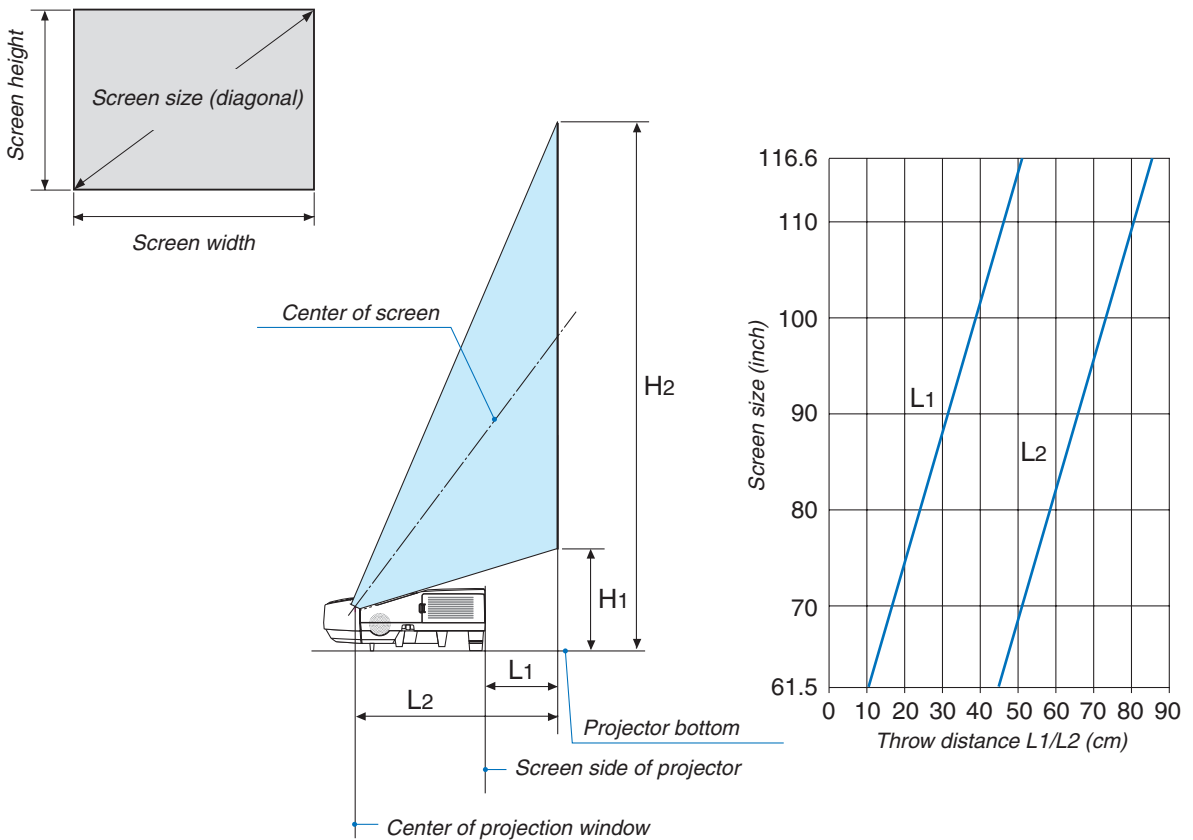 Screen height
Screen size (diagonal)
Screen width
Center of screen
H2
H1
L1
L2
Projector bottom
Screen side of projector
Center of projection window
116.6
110
100
90
80
70
61.5
Screen size (inch)
L1
L2
0 10 20 30 40 50 60 70 80 90
Throw distance L1/L2 (cm)